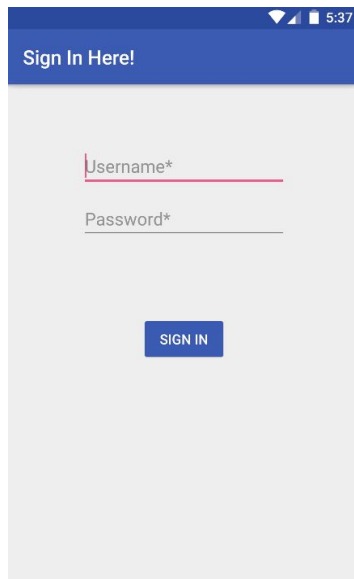 5:37
Sign In Here!
Username*
Password*
SIGN IN